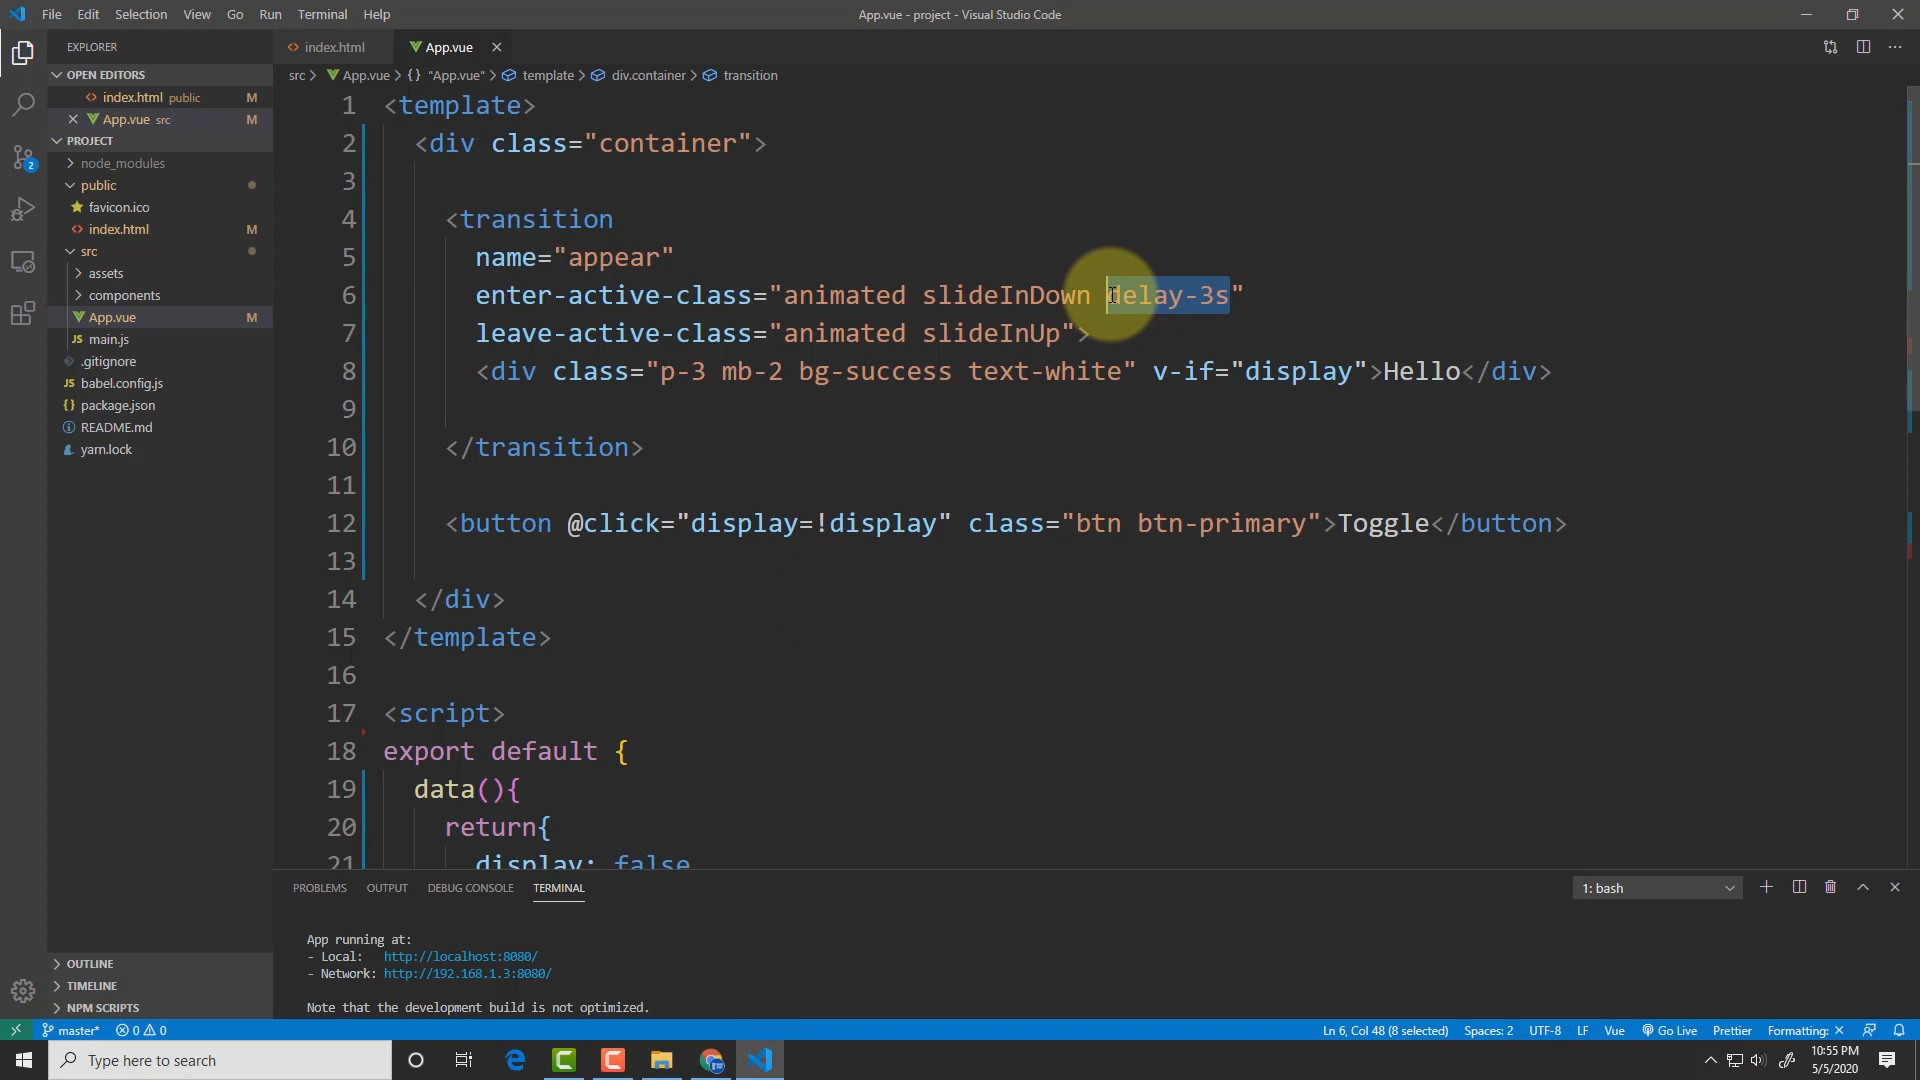 File Edit Selection View Go Run Terminal Help
App.vue - project - Visual Studio Code
EXPLORER
index.html
App.vue
OPEN EDITORS
index.html public M
App.vue src M
PROJECT
node_modules
public
favicon.ico
index.html M
src
assets
components
App.vue M
main.js
.gitignore
babel.config.js
package.json
README.md
yarn.lock
OUTLINE
TIMELINE
NPM SCRIPTS
src > App.vue > {} "App.vue" > template > div.container > transition
1 <template>
2 <div class="container">
3
4 <transition
5 name="appear"
6 enter-active-class="animated slideInDown delay-3s"
7 leave-active-class="animated slideInUp">
8 <div class="p-3 mb-2 bg-success text-white" v-if="display">Hello</div>
9
10 </transition>
11
12 <button @click="display=!display" class="btn btn-primary">Toggle</button>
13
14 </div>
15 </template>
16
17 <script>
18 export default {
19 data(){
20 return{
21 display: false
PROBLEMS OUTPUT DEBUG CONSOLE TERMINAL
1: bash
App running at:
- Local: http://localhost:8080/
- Network: http://192.168.1.3:8080/
Note that the development build is not optimized.
2
master* 0 0
Ln 6, Col 48 (8 selected) Spaces: 2 UTF-8 LF Vue Go Live Prettier Formatting: ×
Type here to search
10:55 PM
5/5/2020